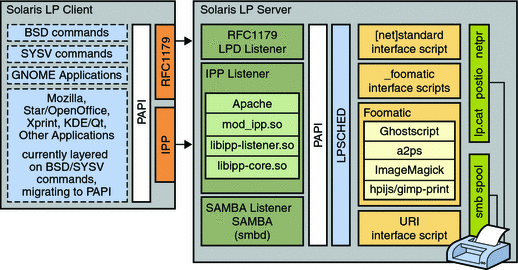 Solaris LP Client
BSD commands
SYSV commands
GNOME Applications
Mozilla,
Star/OpenOffice,
Xprint, KDE/Qt,
Other Applications
currently layered
on BSD/SYSV
commands,
migrating to PAPI
PAPI
RFC1179
IPP
Solaris LP Server
RFC1179
LPD Listener
IPP Listener
Apache
mod_ipp.so
libipp-listener.so
libipp-core.so
SAMBA Listener
SAMBA
(smbd)
PAPI
LPSCHED
[net]standard
interface script
_foomatic
interface scripts
Foomatic
Ghostscript
a2ps
ImageMagick
hpijs/gimp-print
URI
interface script
lp.cat postio netpr
smb spool